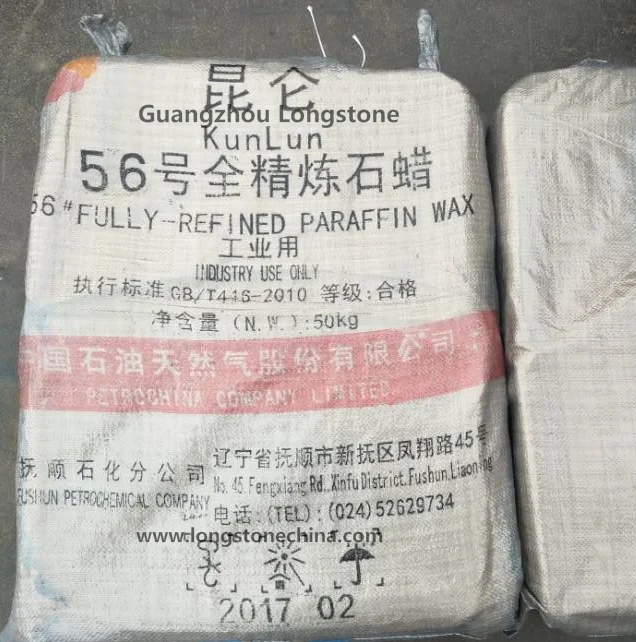 昆仑
Guangzhou Longstone
KunLun
56号全精炼石蜡
56#FULLY-REFINED PARAFFIN WAX
工业用
INDUSTRY USE ONLY
执行标准 GB/T446-2010 等级:合格
净含量 (N.W.):50kg
中国石油天然气股份有限公司
PETROCHINA COMPANY LIMITED
抚顺石化分公司
FUSHUN PETROCHEMICAL COMPANY
辽宁省抚顺市新抚区凤翔路45号
No.45.Fengxiang Rd.,Xinfu District.Fushun,Liaoning
电话:(TEL):(024)52629734
www.longstonechina.com
2017 02